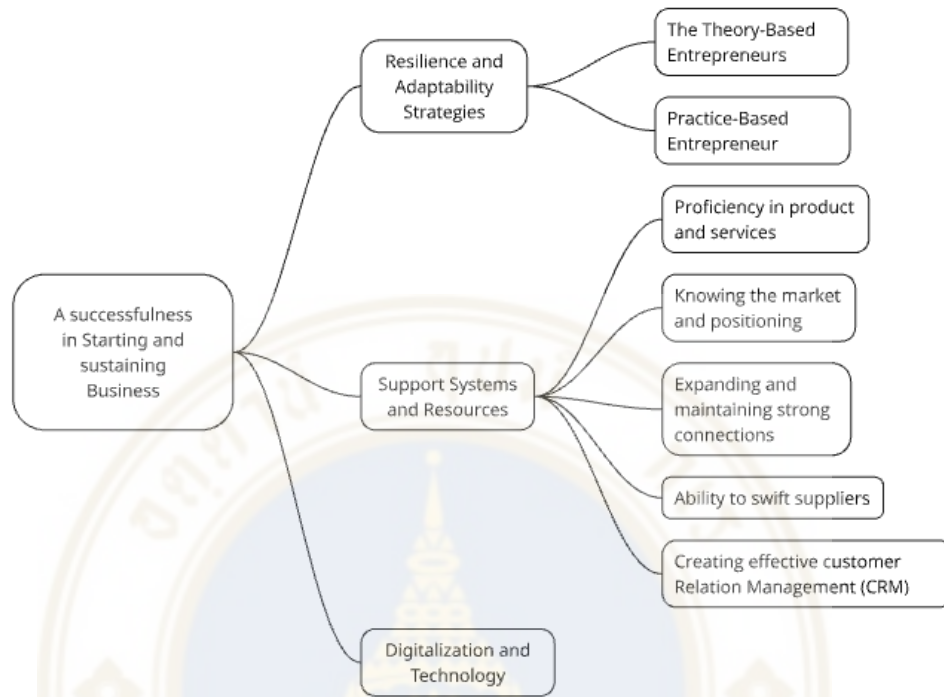 A successfulness
in Starting and
sustaining
Business
Resilience and
Adaptability
Strategies
The Theory-Based
Entrepreneurs
Practice-Based
Entrepreneur
Support Systems
and Resources
Proficiency in product
and services
Knowing the market
and positioning
Expanding and
maintaining strong
connections
Ability to swift suppliers
Creating effective customer
Relation Management (CRM)
Digitalization and
Technology